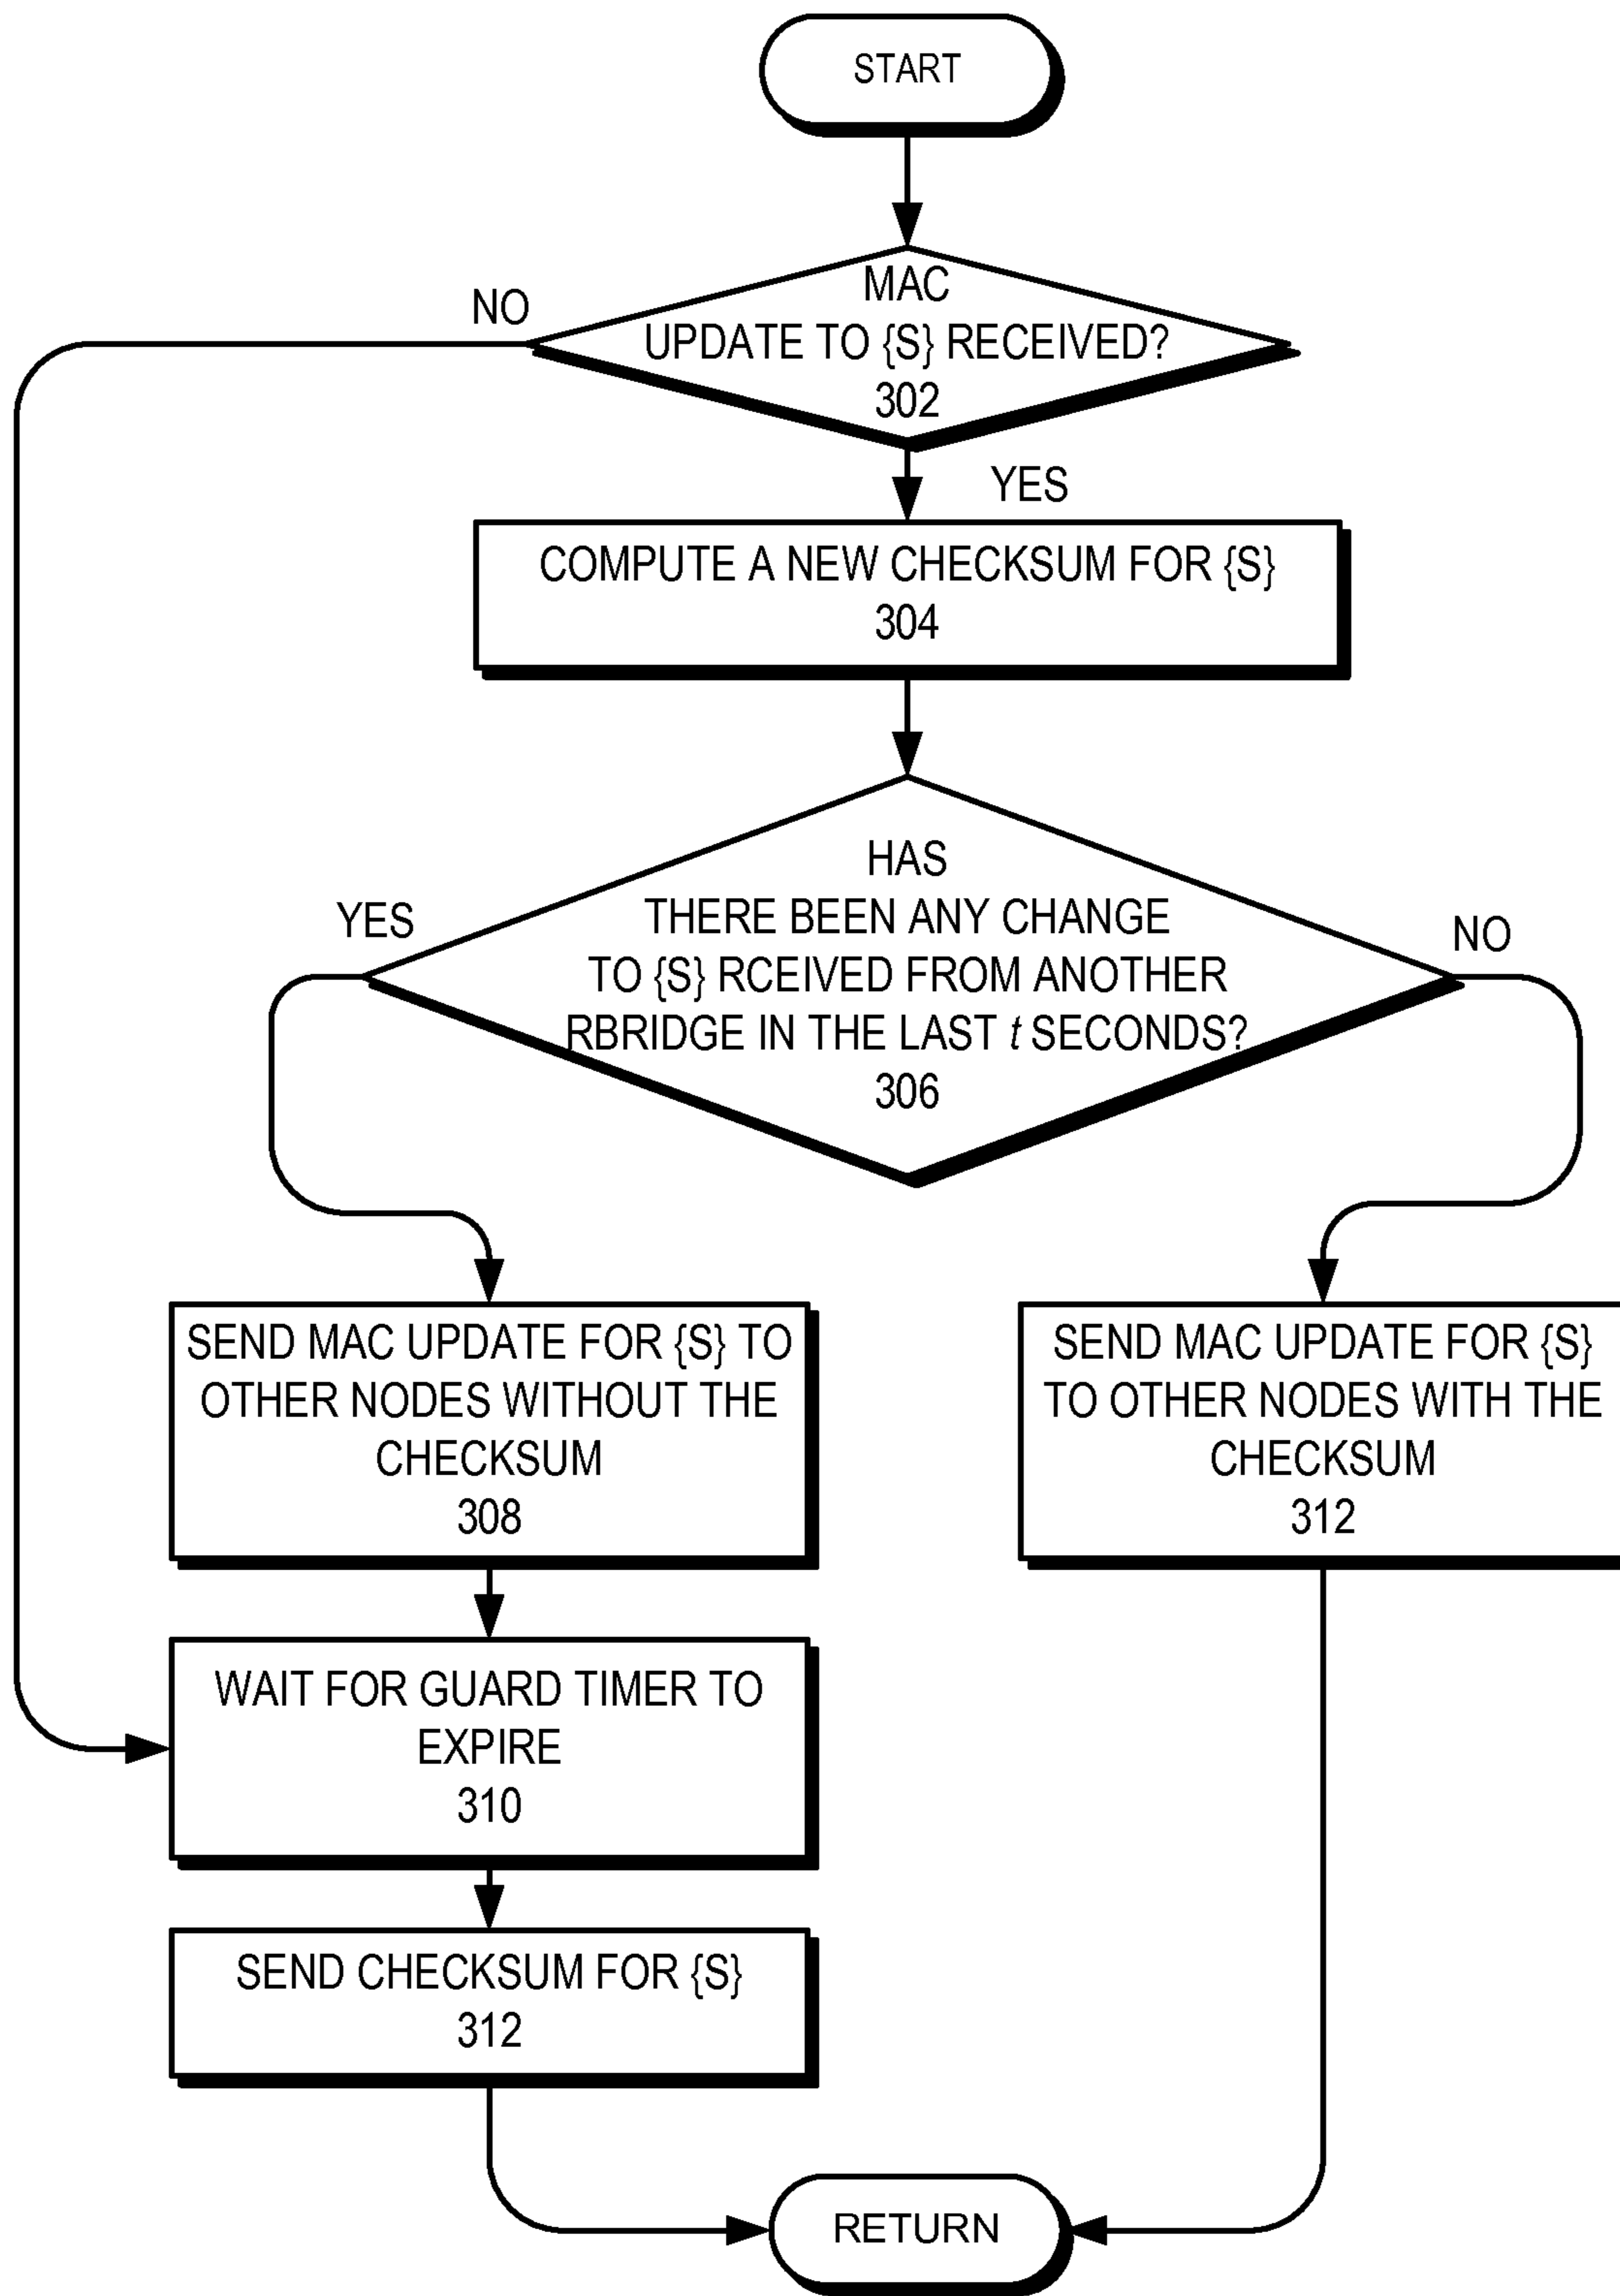 START
MAC
UPDATE TO {S} RECEIVED?
302
NO
YES
COMPUTE A NEW CHECKSUM FOR {S}
304
HAS
THERE BEEN ANY CHANGE
TO {S} RCEIVED FROM ANOTHER
RBRIDGE IN THE LAST t SECONDS?
306
YES
NO
SEND MAC UPDATE FOR {S} TO
OTHER NODES WITHOUT THE
CHECKSUM
308
SEND MAC UPDATE FOR {S}
TO OTHER NODES WITH THE
CHECKSUM
312
WAIT FOR GUARD TIMER TO
EXPIRE
310
SEND CHECKSUM FOR {S}
312
RETURN